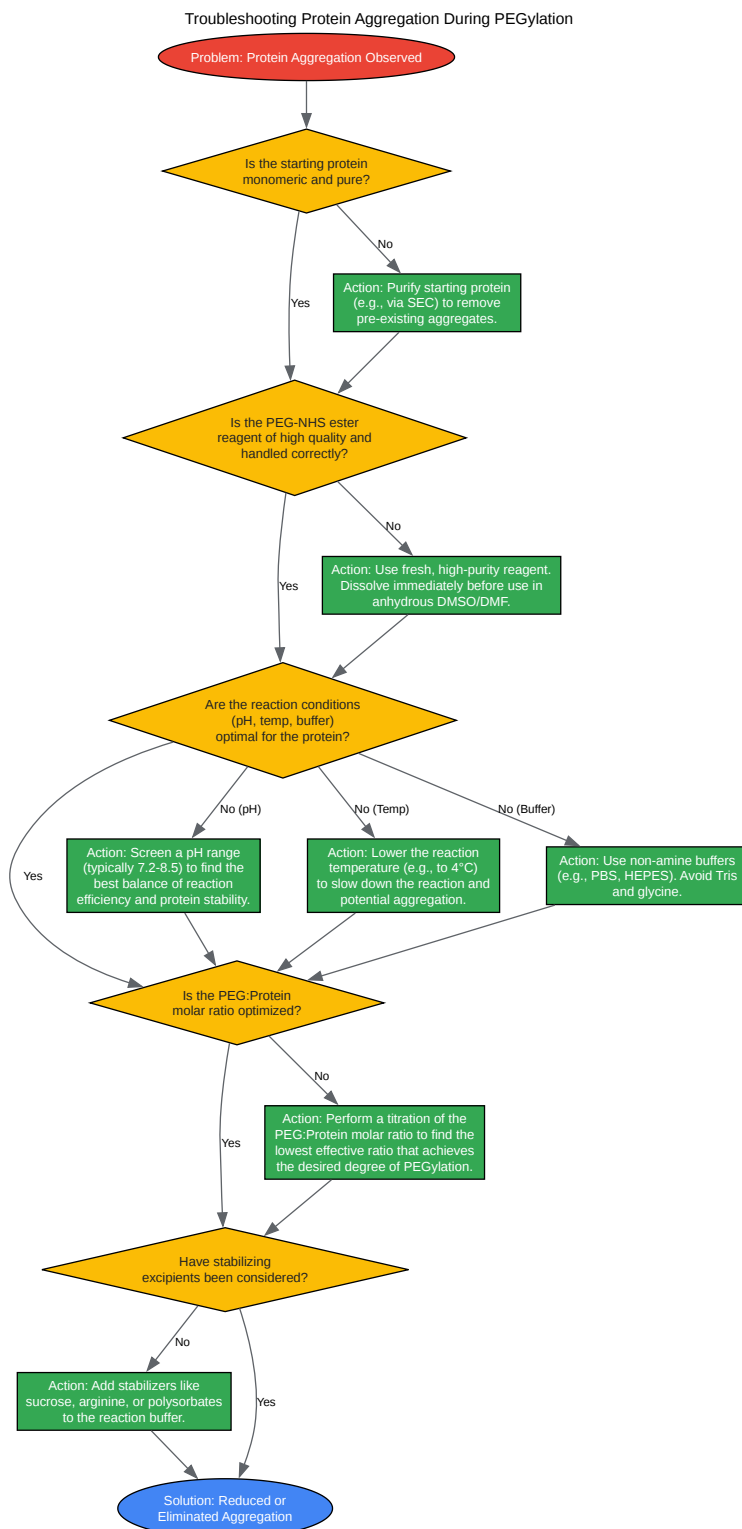 Troubleshooting Protein Aggregation During PEGylation
Problem: Protein Aggregation Observed
Is the starting protein
monomeric and pure?
No
Yes
Action: Purify starting protein
(e.g., via SEC) to remove
pre-existing aggregates.
Is the PEG-NHS ester
reagent of high quality and
handled correctly?
No
Yes
Action: Use fresh, high-purity reagent.
Dissolve immediately before use in
anhydrous DMSO/DMF.
Are the reaction conditions
(pH, temp, buffer)
optimal for the protein?
No (pH)
No (Temp)
No (Buffer)
Yes
Action: Screen a pH range
(typically 7.2-8.5) to find the
best balance of reaction
efficiency and protein stability.
Action: Lower the reaction
temperature (e.g., to 4°C)
to slow down the reaction and
potential aggregation.
Action: Use non-amine buffers
(e.g., PBS, HEPES). Avoid Tris
and glycine.
Is the PEG:Protein
molar ratio optimized?
No
Yes
Action: Perform a titration of the
PEG:Protein molar ratio to find the
lowest effective ratio that achieves
the desired degree of PEGylation.
Have stabilizing
excipients been considered?
No
Yes
Action: Add stabilizers like
sucrose, arginine, or polysorbates
to the reaction buffer.
Solution: Reduced or
Eliminated Aggregation